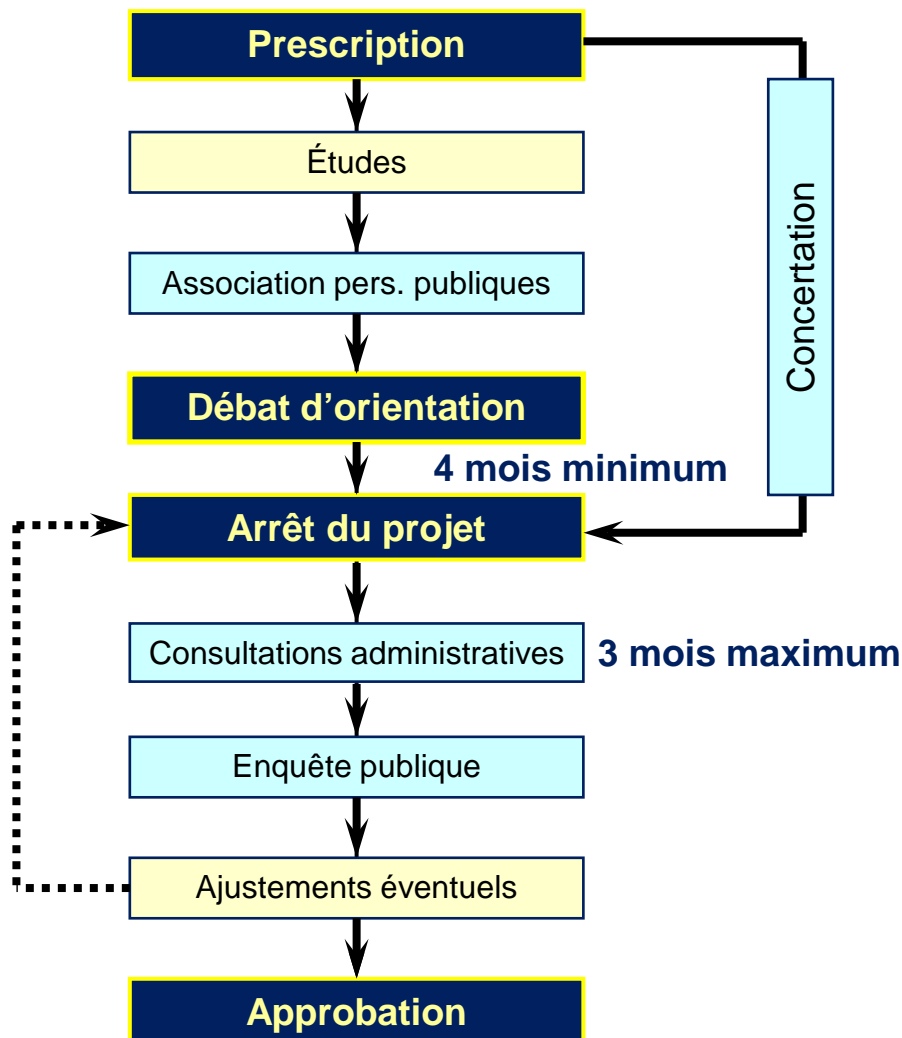 Prescription
Études
Concertation
Association pers. publiques
Débat d’orientation
4 mois minimum
Arrêt du projet
Consultations administratives
3 mois maximum
Enquête publique
Ajustements éventuels
Approbation